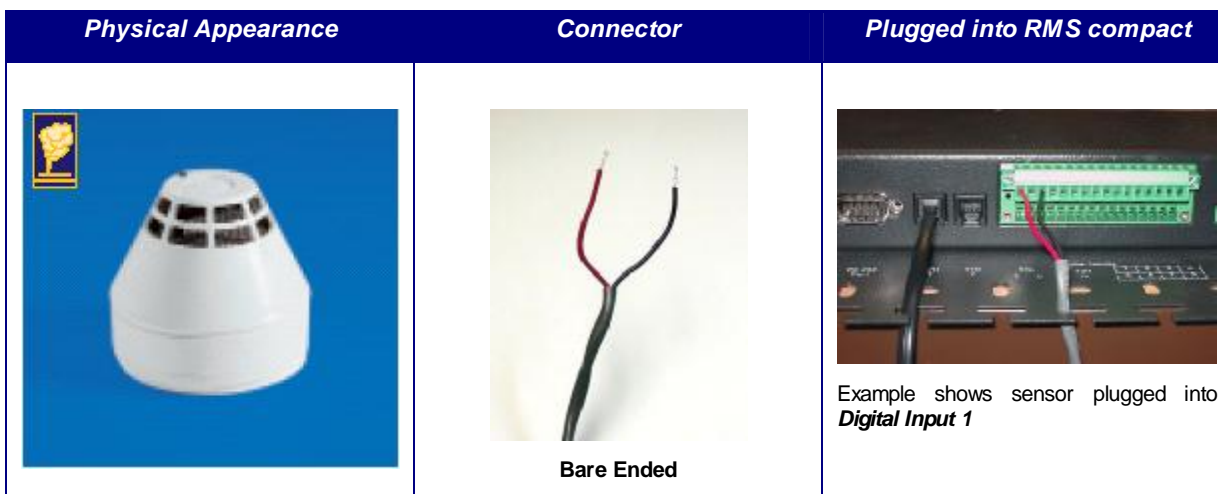 Physical Appearance
Connector
Plugged into RMS compact
Example shows sensor plugged into
Digital Input 1
Bare Ended